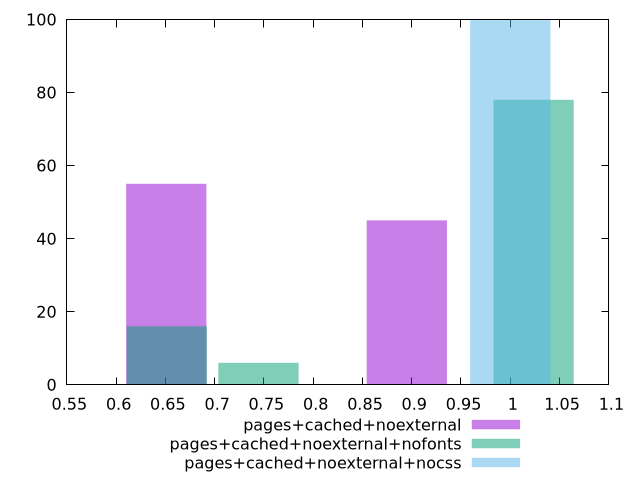 100
80
60
40
20
0
0.55 0.6 0.65 0.7 0.75 0.8 0.85 0.9 0.95 1 1.05 1.1
pages+cached+noexternal
pages+cached+noexternal+nofonts
pages+cached+noexternal+nocss